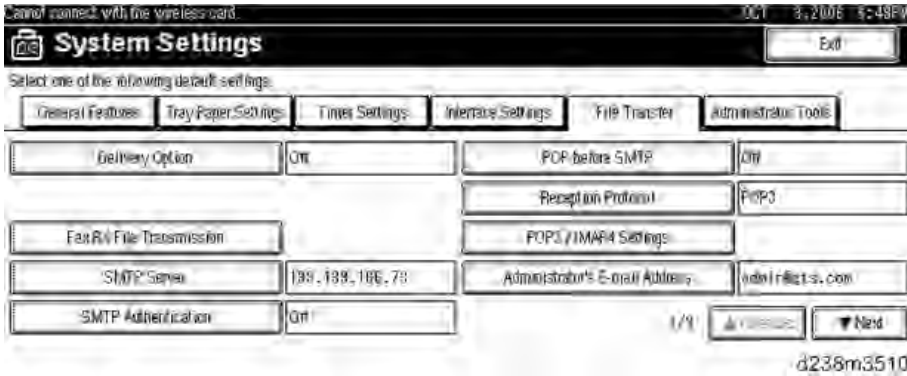 Cannot connect with the wireless card. OCT 3,2006 5:49PM
System Settings Exit
Select one of the following default settings.
General Features Tray Paper Settings Timer Settings Interface Settings File Transfer Administrator Tools
Delivery Option Off POP before SMTP Off
Reception Protocol POP3
Fax RX File Transmission POP3 / IMAP4 Settings
SMTP Server Administrator's E-mail Address
SMTP Authentication Off ▲Previous ▼Next
d238m3510